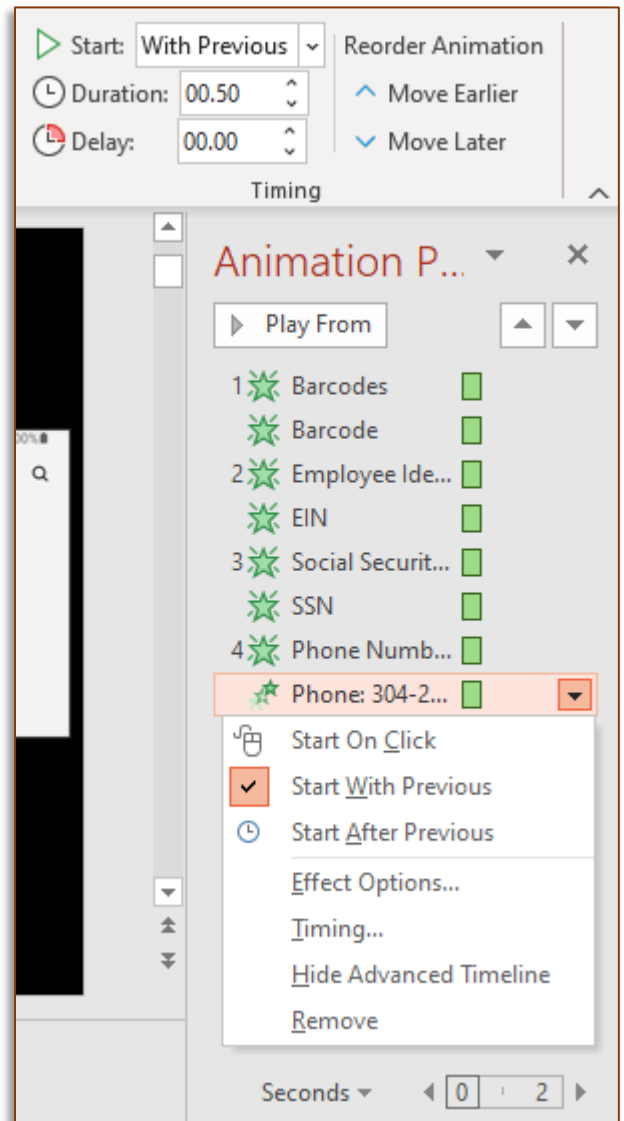 Start: With Previous Reorder Animation
Duration: 00.50 Move Earlier
Delay: 00.00 Move Later
Timing
Animation P...
Play From
1 Barcodes
Barcode
2 Employee Ide...
EIN
3 Social Securit...
SSN
4 Phone Numb...
Phone: 304-2...
Start On Click
Start With Previous
Start After Previous
Effect Options...
Timing...
Hide Advanced Timeline
Remove
Seconds 0 2